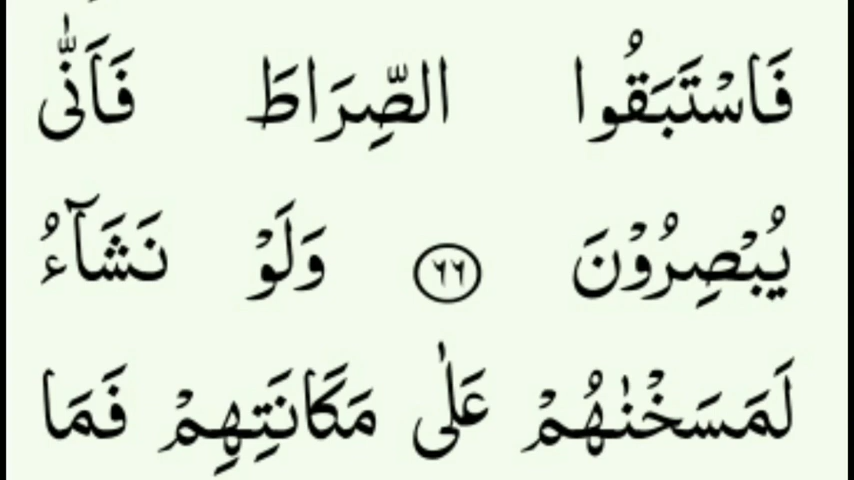 فَاسْتَبَقُوا الصِّرَاطَ فَاَنّٰى
يُبْصِرُوْنَ ٦٦ وَلَوْ نَشَآءُ
لَمَسَخْنٰهُمْ عَلٰى مَكَانَتِهِمْ فَمَا